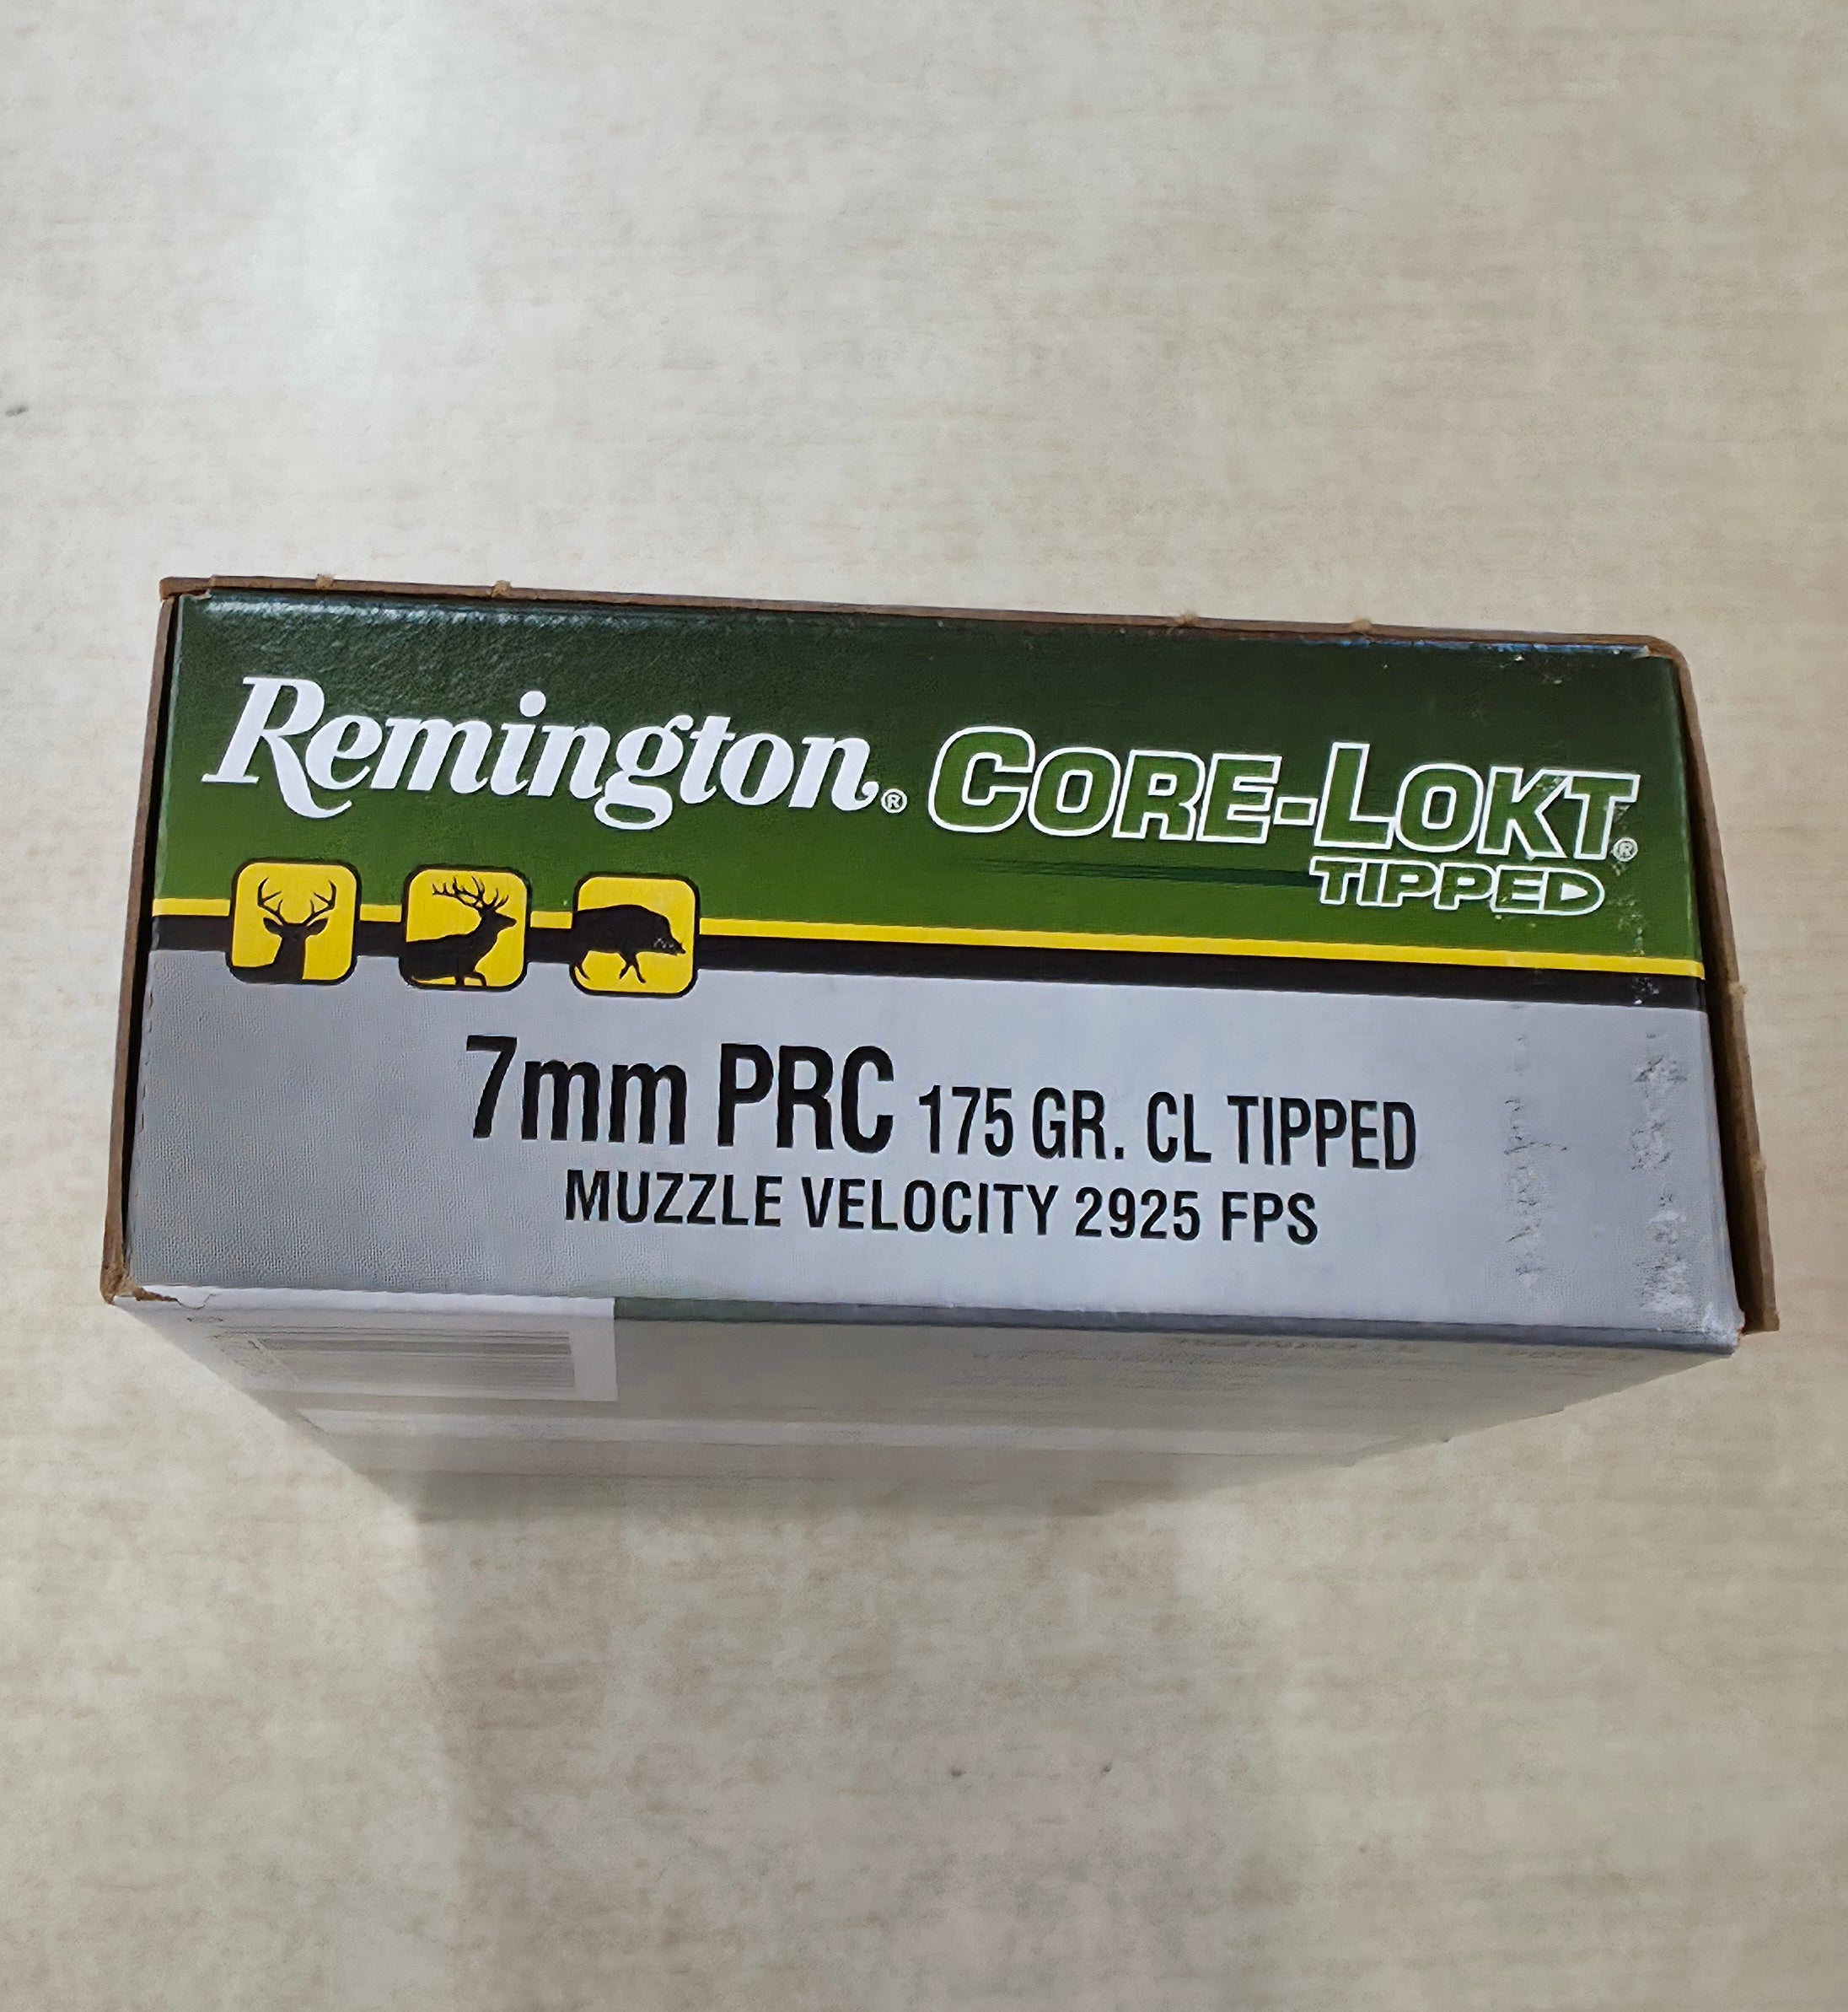 Remington® CORE-LOKT®
TIPPED
7mm PRC 175 GR. CL TIPPED
MUZZLE VELOCITY 2925 FPS